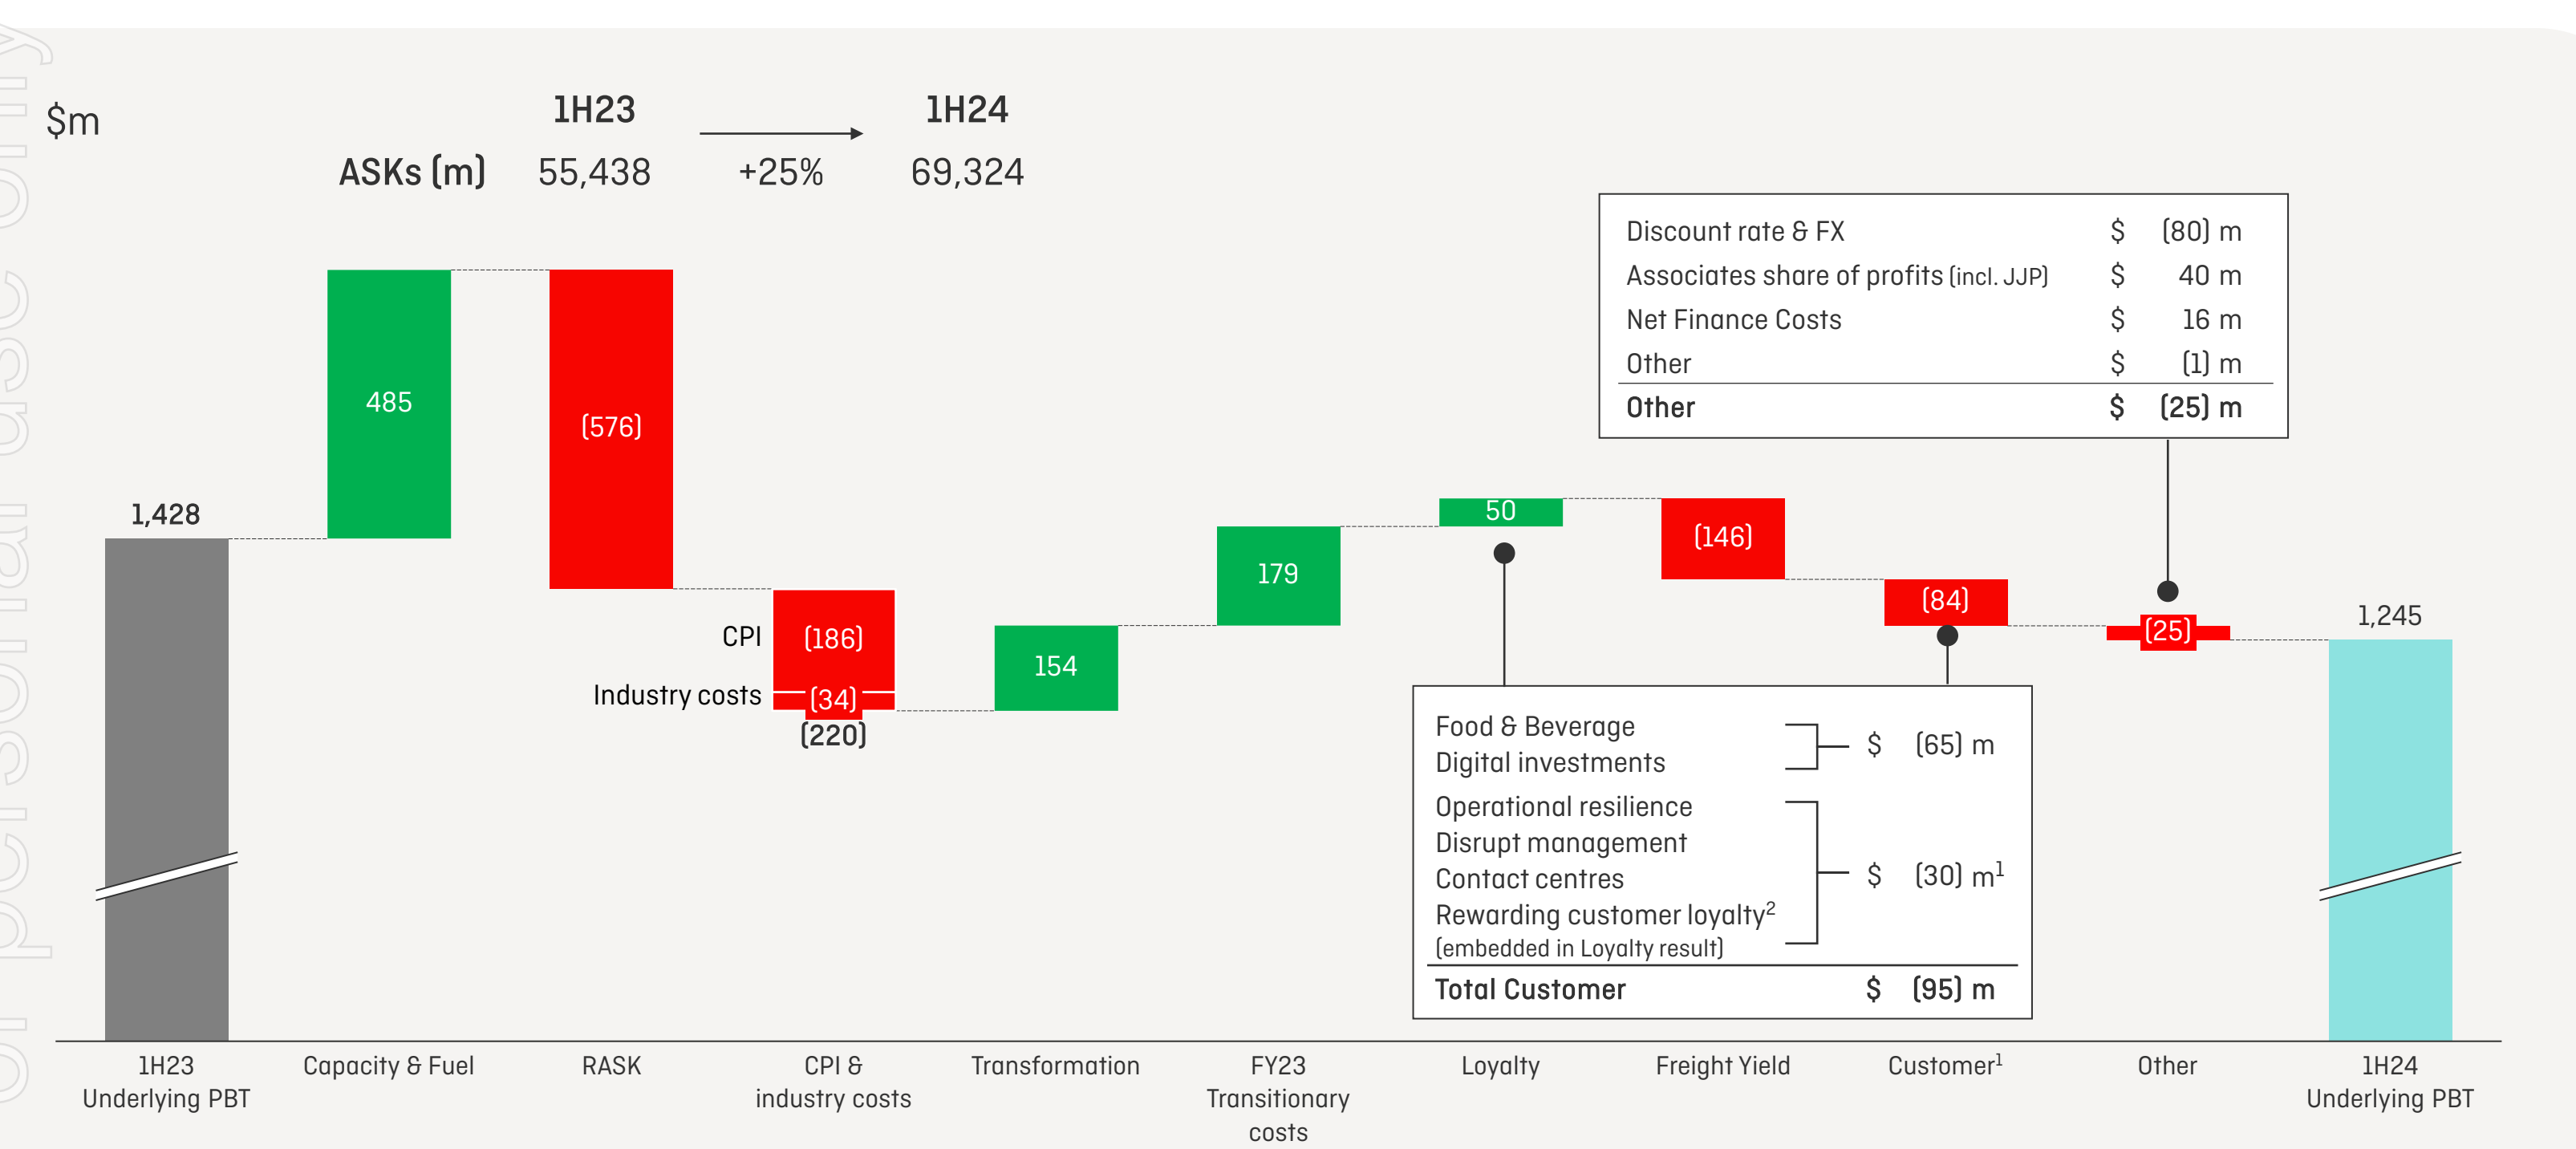 or personal use only
$m
1H23 1H24
ASKs (m) 55,438 +25% 69,324
Discount rate & FX $ (80) m
Associates share of profits (incl. JJP) $ 40 m
Net Finance Costs $ 16 m
Other $ (1) m
Other $ (25) m
1,428
485
(576)
CPI (186)
Industry costs (34)
(220)
154
179
50
(146)
(84)
(25)
1,245
Food & Beverage
Digital investments
$ (65) m
Operational resilience
Disrupt management
Contact centres
Rewarding customer loyalty²
(embedded in Loyalty result)
$ (30) m¹
Total Customer $ (95) m
1H23
Underlying PBT
Capacity & Fuel
RASK
CPI &
industry costs
Transformation
FY23
Transitionary
costs
Loyalty
Freight Yield
Customer¹
Other
1H24
Underlying PBT